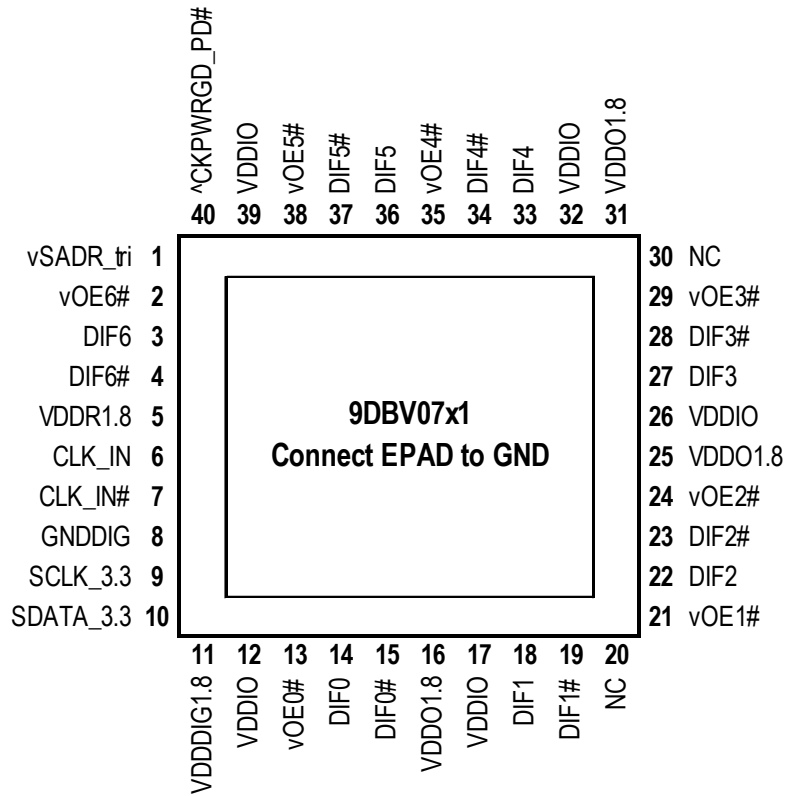 ^CKPWRGD_PD#
VDDIO
vOE5#
DIF5#
DIF5
vOE4#
DIF4#
DIF4
VDDIO
VDDO1.8
40 39 38 37 36 35 34 33 32 31
vSADR_tri 1
vOE6# 2
DIF6 3
DIF6# 4
VDDR1.8 5
CLK_IN 6
CLK_IN# 7
GNDDIG 8
SCLK_3.3 9
SDATA_3.3 10
9DBV07x1
Connect EPAD to GND
30 NC
29 vOE3#
28 DIF3#
27 DIF3
26 VDDIO
25 VDDO1.8
24 vOE2#
23 DIF2#
22 DIF2
21 vOE1#
11 12 13 14 15 16 17 18 19 20
VDDDIG1.8
VDDIO
vOE0#
DIF0
DIF0#
VDDO1.8
VDDIO
DIF1
DIF1#
NC